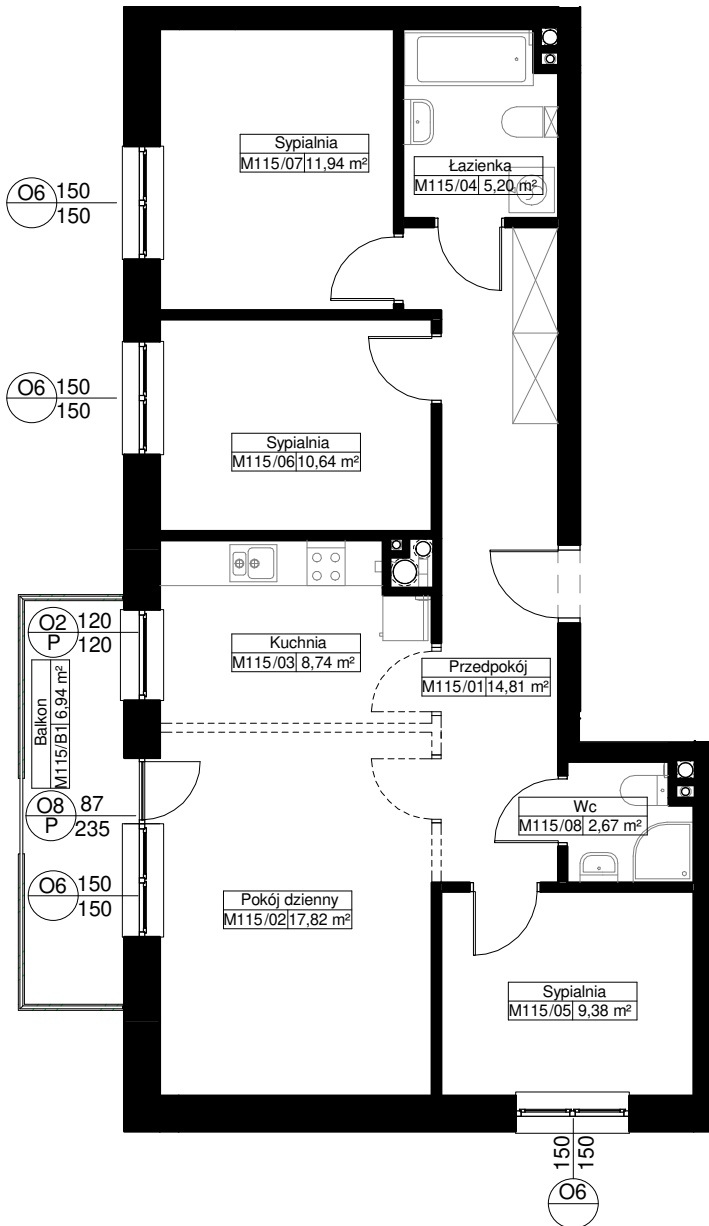 Sypialnia
M115/07 11,94 m²
Łazienka
M115/04 5,20 m²
O6 150
150
O6 150
150
Sypialnia
M115/06 10,64 m²
O2 120
P 120
Kuchnia
M115/03 8,74 m²
Przedpokój
M115/01 14,81 m²
Balkon
M115/B1 6,94 m²
O8 87
P 235
Wc
M115/08 2,67 m²
O6 150
150
Pokój dzienny
M115/02 17,82 m²
Sypialnia
M115/05 9,38 m²
150
150
O6